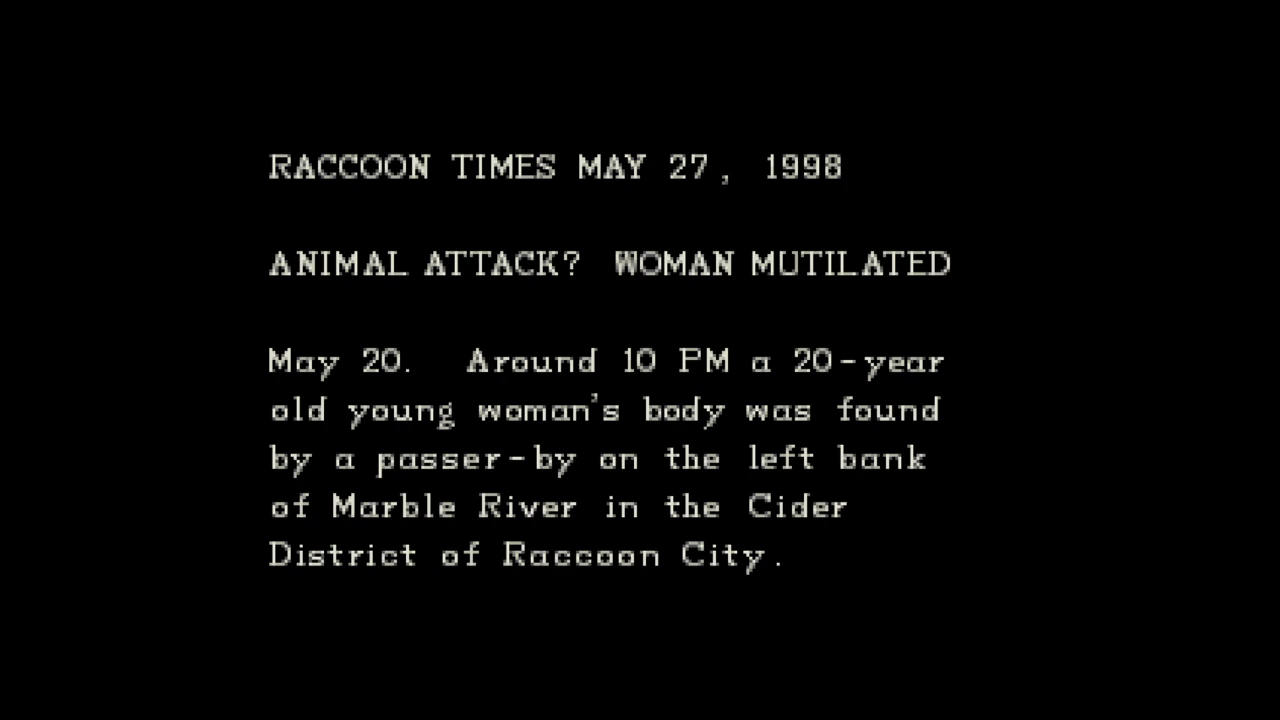 RACCOON TIMES MAY 27, 1998
ANIMAL ATTACK? WOMAN MUTILATED
May 20. Around 10 PM a 20-year
old young woman's body was found
by a passer-by on the left bank
of Marble River in the Cider
District of Raccoon City.